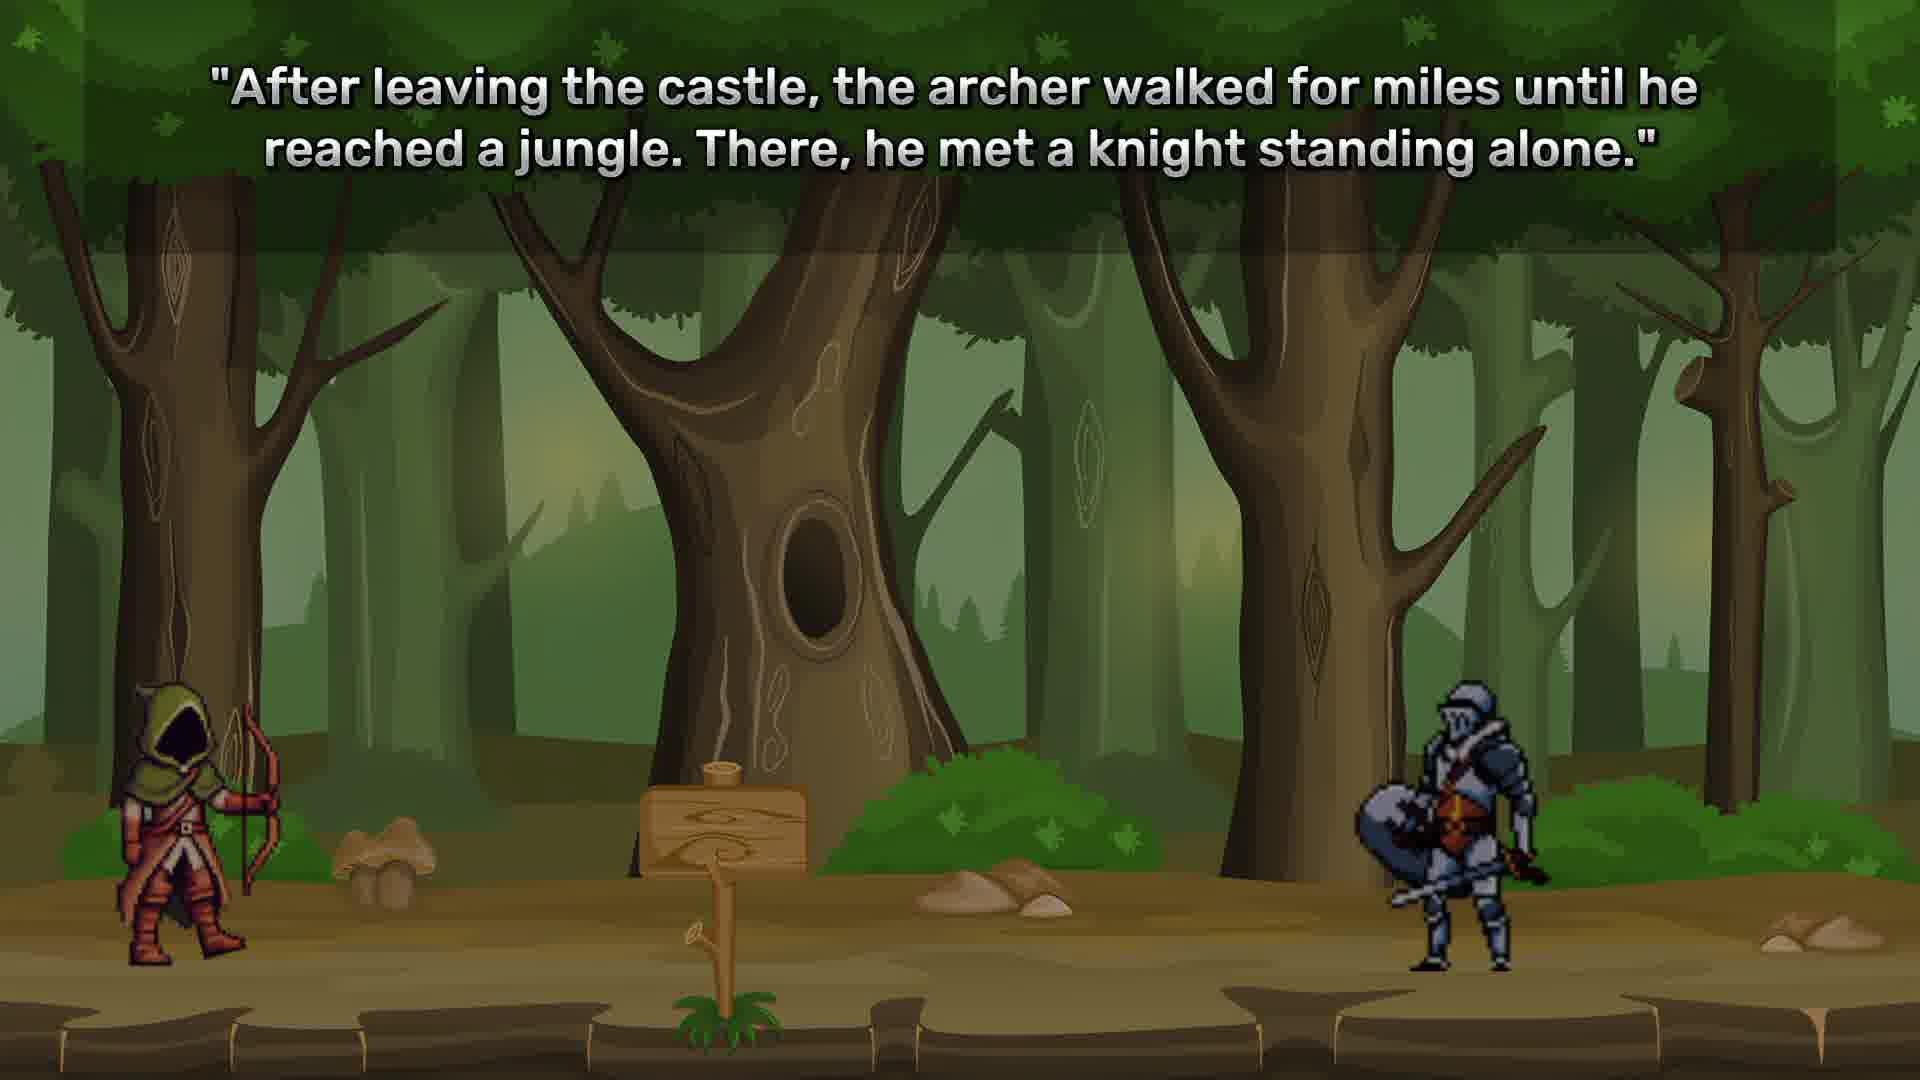 "After leaving the castle, the archer walked for miles until he
reached a jungle. There, he met a knight standing alone."